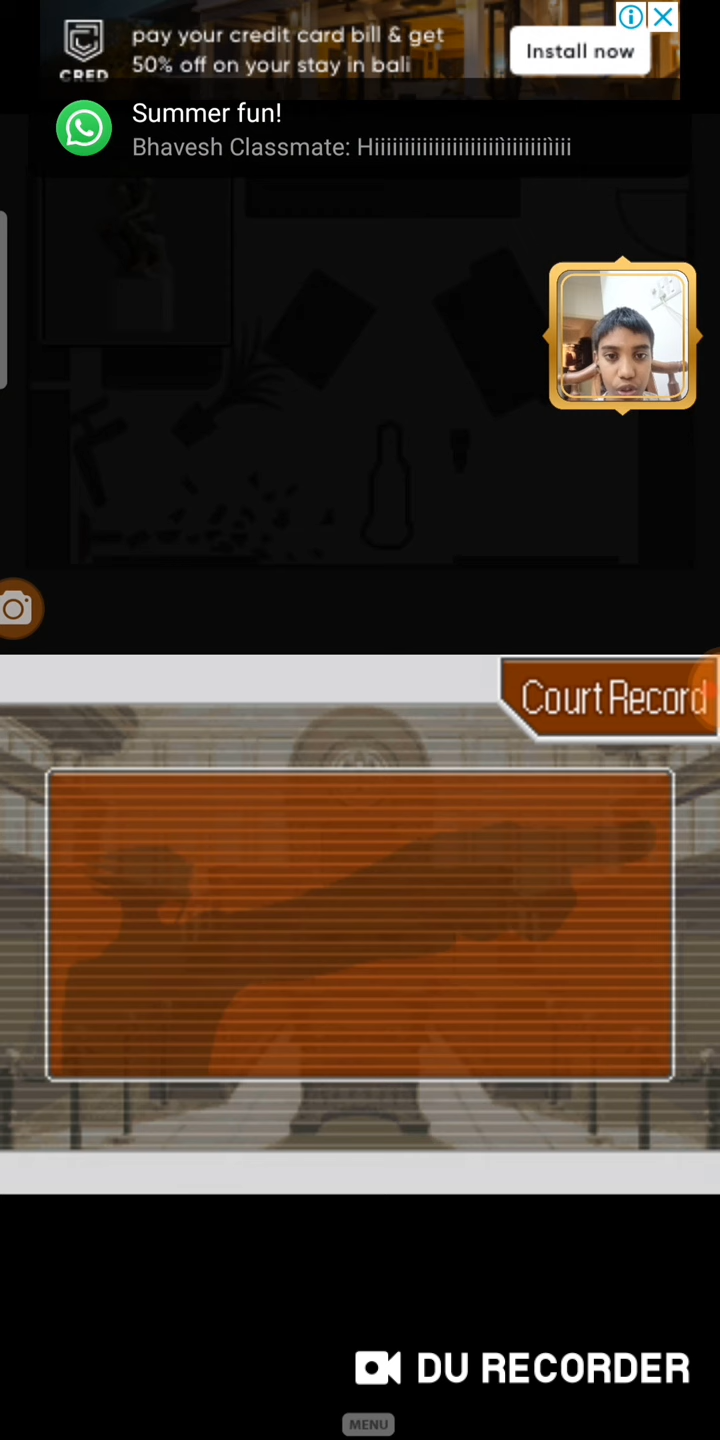 pay your credit card bill & get
50% off on your stay in bali
Install now
CRED
Summer fun!
Bhavesh Classmate: Hiiiiiiiiiiiiiiiiiiiiiììiiiiiiìiii
Court Record
DU RECORDER
MENU